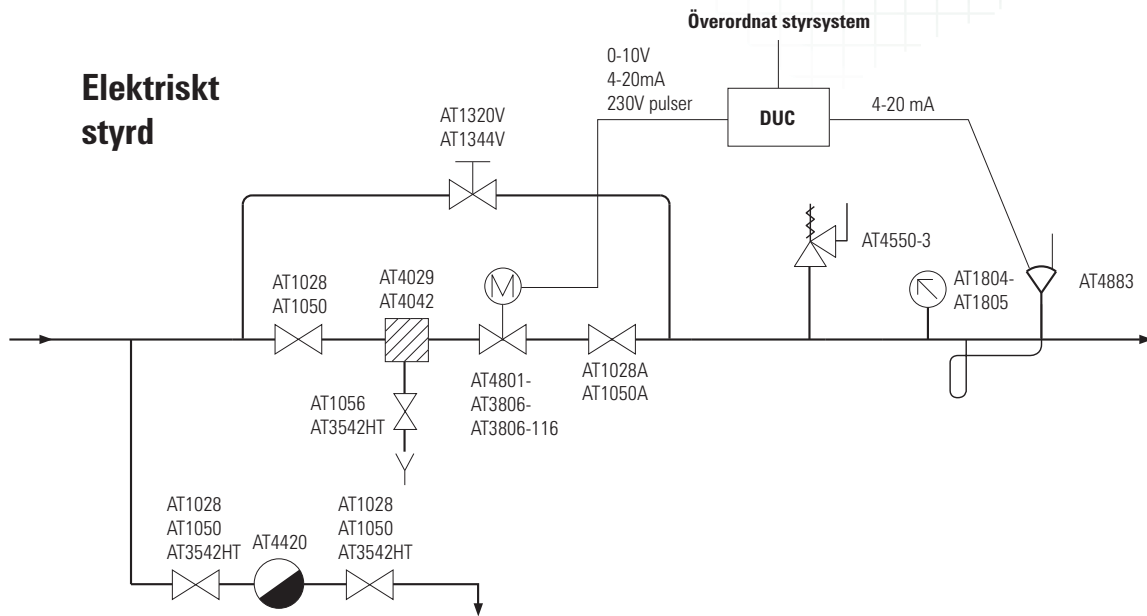 Överordnat styrsystem
Elektriskt
styrd
0-10V
4-20mA
230V pulser
DUC
4-20 mA
AT1320V
AT1344V
AT4550-3
AT1028
AT1050
AT4029
AT4042
M
AT1804-
AT1805
AT4883
AT1056
AT3542HT
AT4801-
AT3806-
AT3806-116
AT1028A
AT1050A
AT1028
AT1050
AT3542HT
AT4420
AT1028
AT1050
AT3542HT